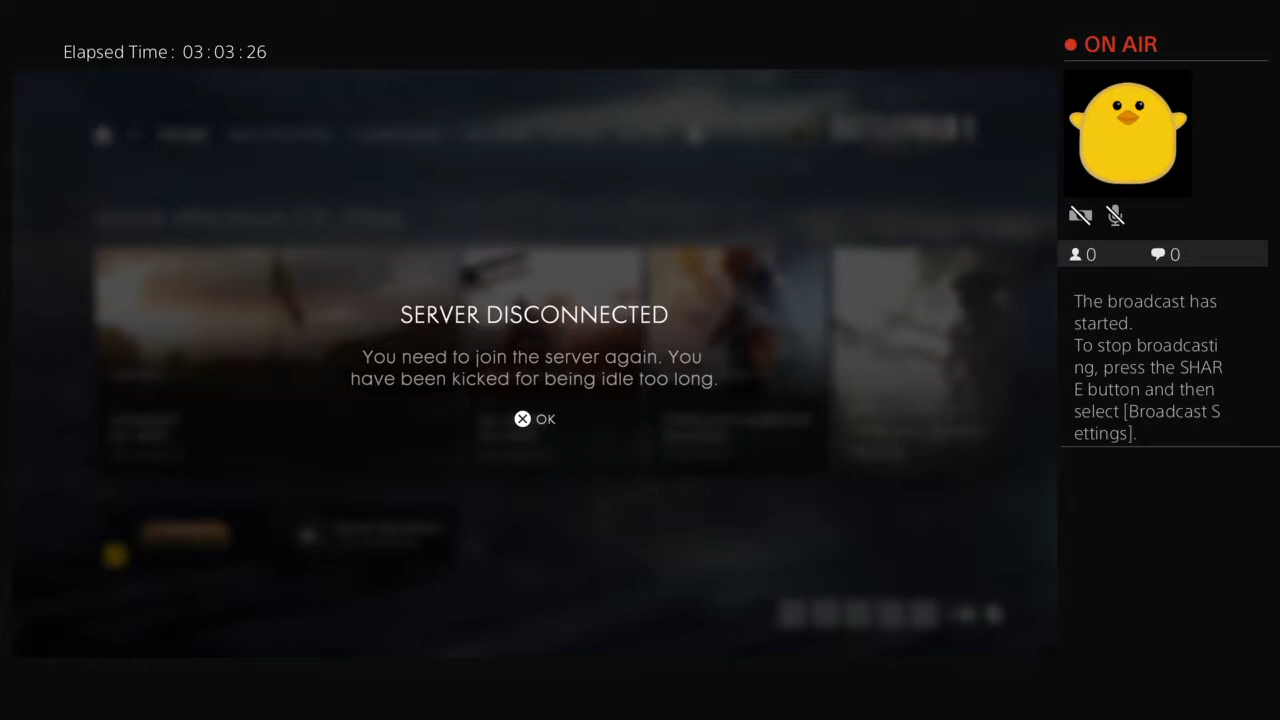 Elapsed Time: 03:03:26
ON AIR
0
0
SERVER DISCONNECTED
You need to join the server again. You
have been kicked for being idle too long.
OK
The broadcast has
started.
To stop broadcasti
ng, press the SHAR
E button and then
select [Broadcast S
ettings].